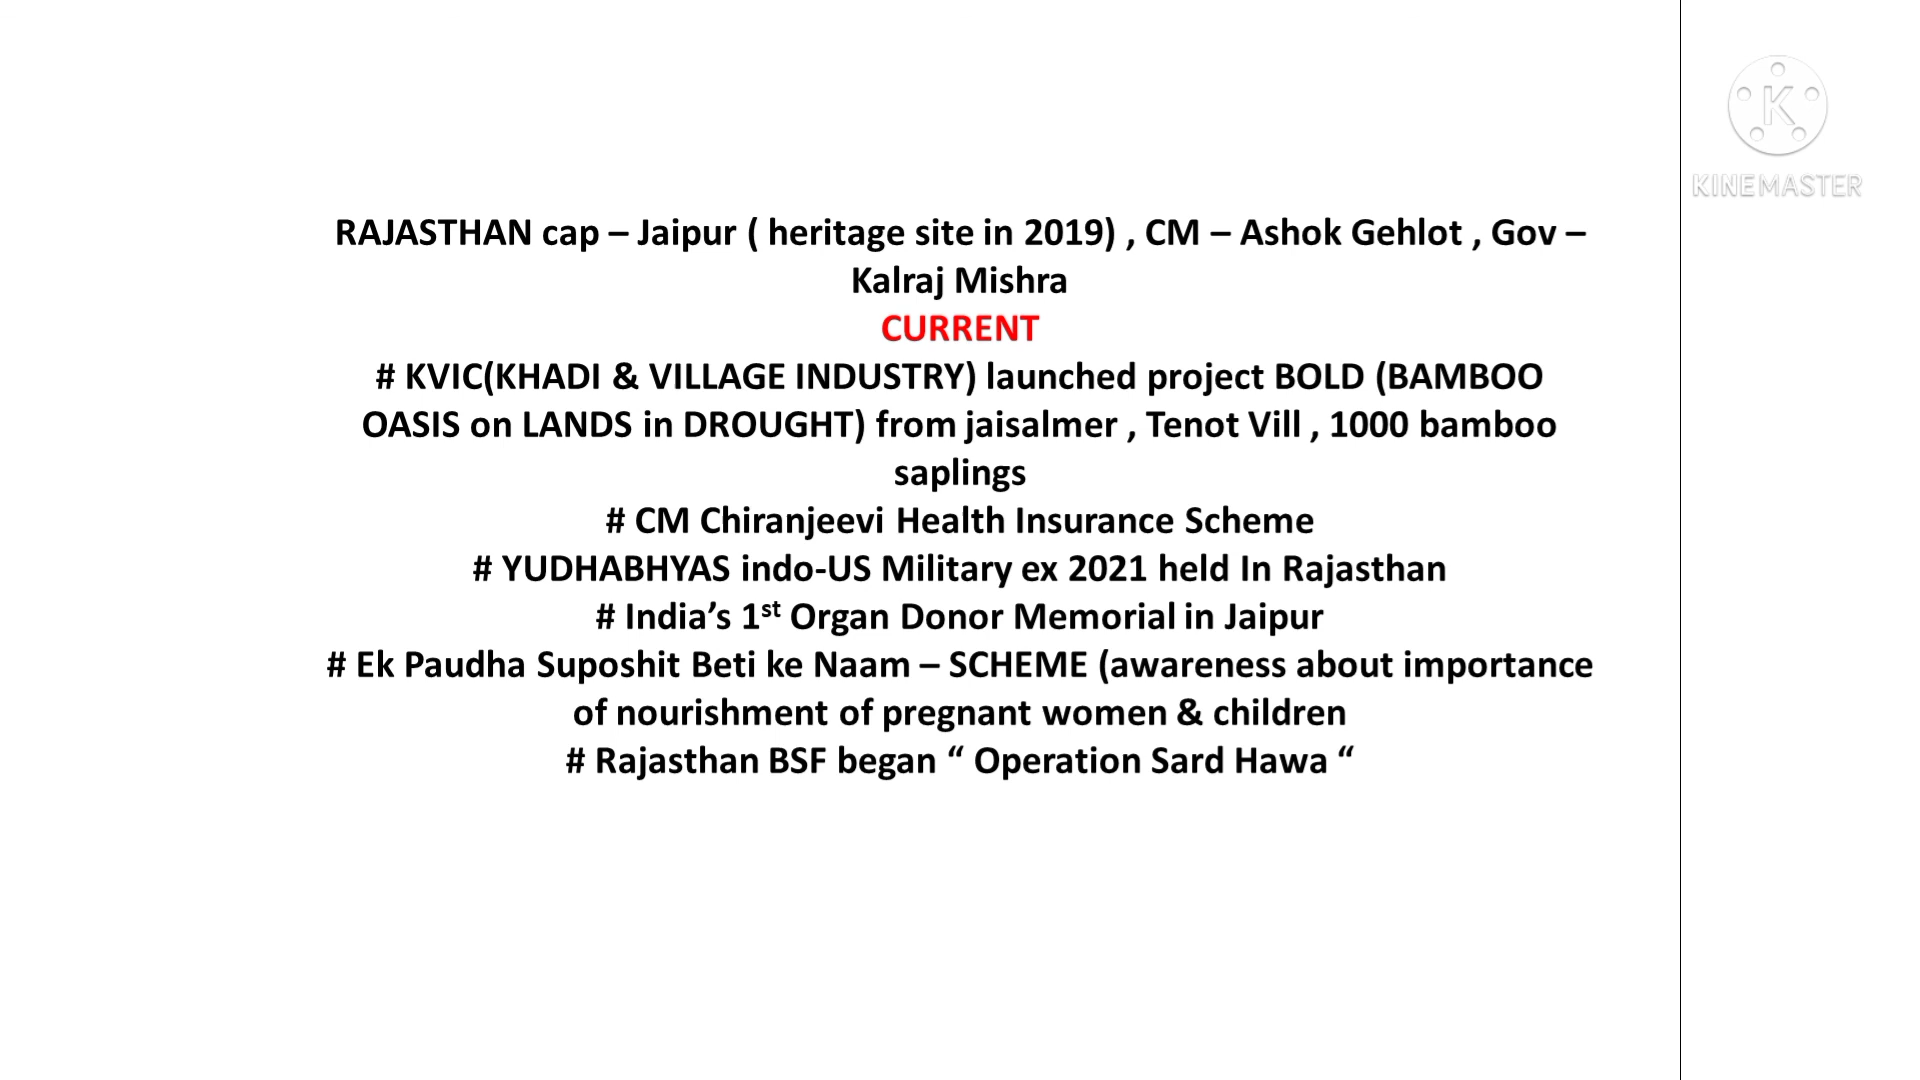 RAJASTHAN cap – Jaipur ( heritage site in 2019) , CM – Ashok Gehlot , Gov –
Kalraj Mishra
CURRENT
# KVIC(KHADI & VILLAGE INDUSTRY) launched project BOLD (BAMBOO
OASIS on LANDS in DROUGHT) from jaisalmer , Tenot Vill , 1000 bamboo
saplings
# CM Chiranjeevi Health Insurance Scheme
# YUDHABHYAS indo-US Military ex 2021 held In Rajasthan
# India’s 1st Organ Donor Memorial in Jaipur
# Ek Paudha Suposhit Beti ke Naam – SCHEME (awareness about importance
of nourishment of pregnant women & children
# Rajasthan BSF began “ Operation Sard Hawa “
K
KINEMASTER